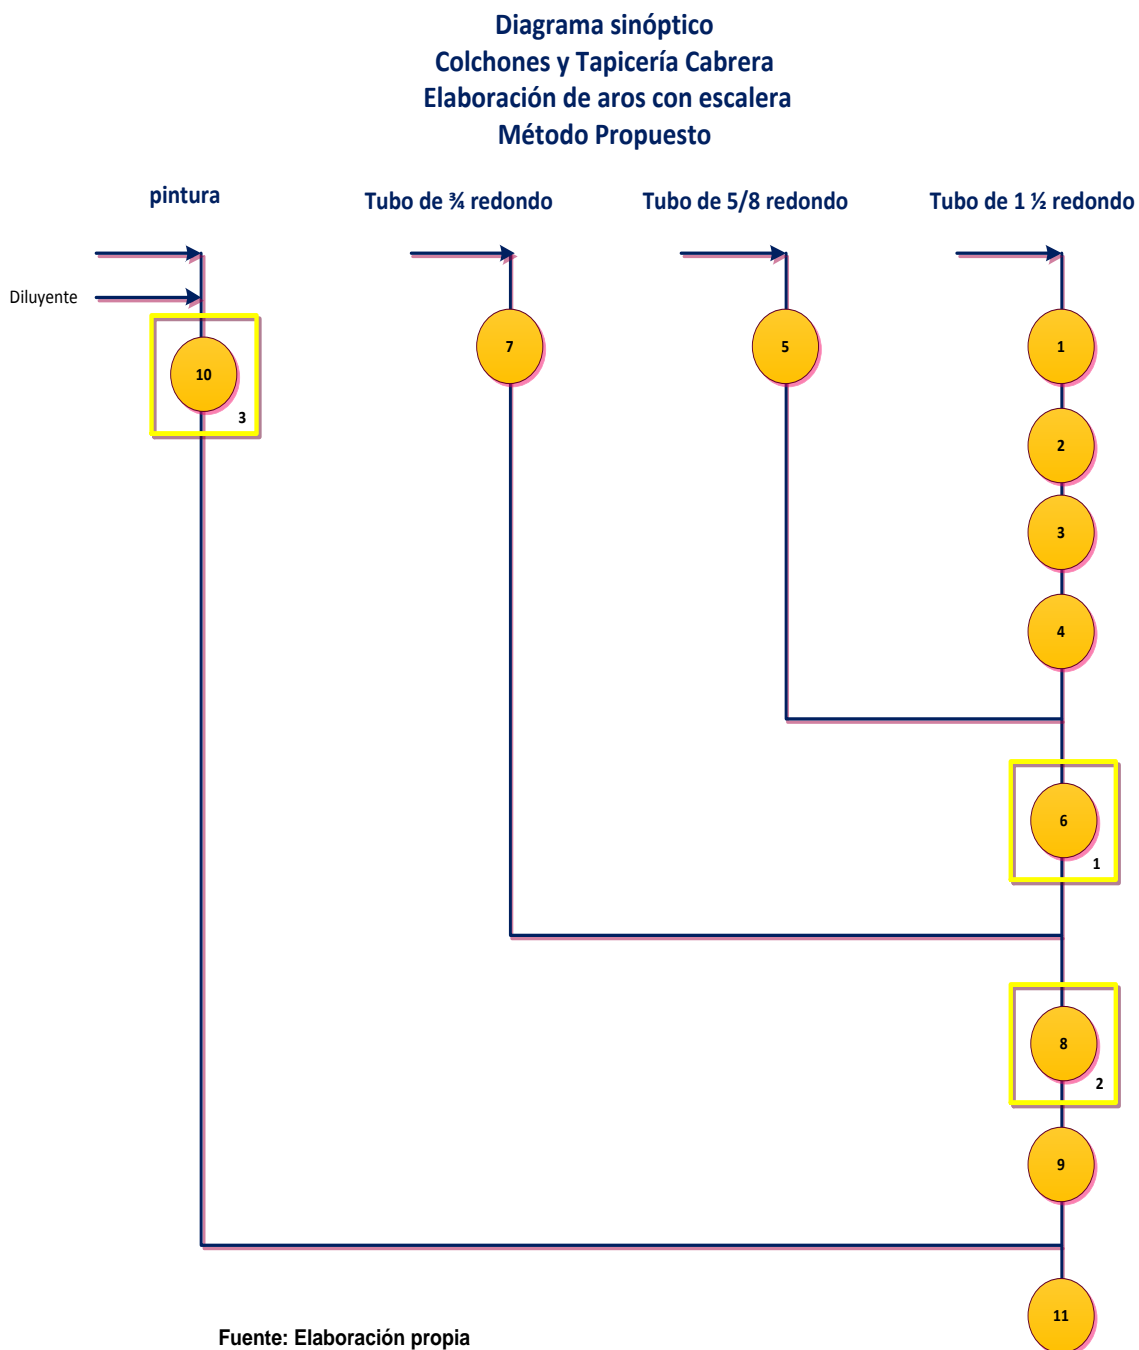 Diagrama sinóptico
Colchones y Tapicería Cabrera
Elaboración de aros con escalera
Método Propuesto
pintura
Tubo de ¾ redondo
Tubo de 5/8 redondo
Tubo de 1 ½ redondo
Diluyente
10
3
7
5
1
2
3
4
6
1
8
2
9
11
Fuente: Elaboración propia